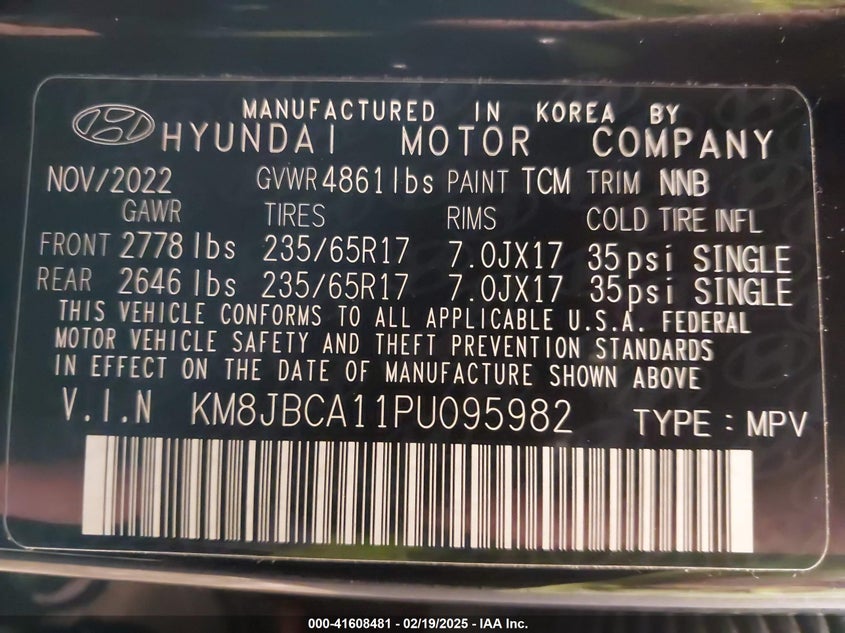 MANUFACTURED IN KOREA BY
HYUNDAI MOTOR COMPANY
NOV/2022 GVWR 4861 lbs PAINT TCM TRIM NNB
GAWR TIRES RIMS COLD TIRE INFL
FRONT 2778 lbs 235/65R17 7.0JX17 35psi SINGLE
REAR 2646 lbs 235/65R17 7.0JX17 35psi SINGLE
THIS VEHICLE CONFORMS TO ALL APPLICABLE U.S.A. FEDERAL
MOTOR VEHICLE SAFETY AND THEFT PREVENTION STANDARDS
IN EFFECT ON THE DATE OF MANUFACTURE SHOWN ABOVE
V.I.N KM8JBCA11PU095982 TYPE : MPV
000-41608481 - 02/19/2025 - IAA Inc.